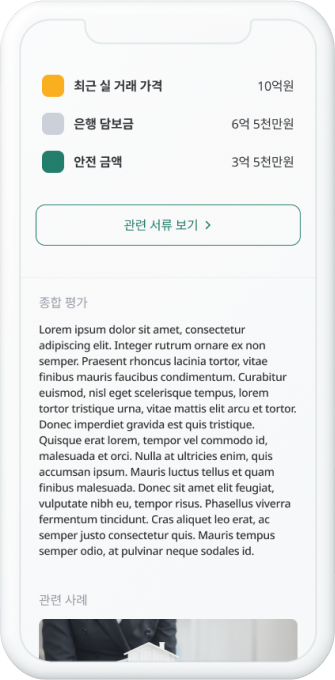 최근 실 거래 가격 10억원
은행 담보금 6억 5천만원
안전 금액 3억 5천만원
관련 서류 보기 >
종합 평가
Lorem ipsum dolor sit amet, consectetur
adipiscing elit. Integer rutrum ornare ex non
semper. Praesent rhoncus lacinia tortor, vitae
finibus mauris faucibus condimentum. Curabitur
euismod, nisl eget scelerisque tempus, lorem
tortor tristique urna, vitae mattis elit arcu et tortor.
Donec imperdiet gravida est quis tristique.
Quisque erat lorem, tempor vel commodo id,
malesuada et orci. Nulla at ultricies enim, quis
accumsan ipsum. Mauris luctus tellus et quam
finibus malesuada. Donec sit amet elit feugiat,
vulputate nibh eu, tempor risus. Phasellus viverra
fermentum tincidunt. Cras aliquet leo erat, ac
semper justo consectetur quis. Mauris tempus
semper odio, at pulvinar neque sodales id.
관련 사례